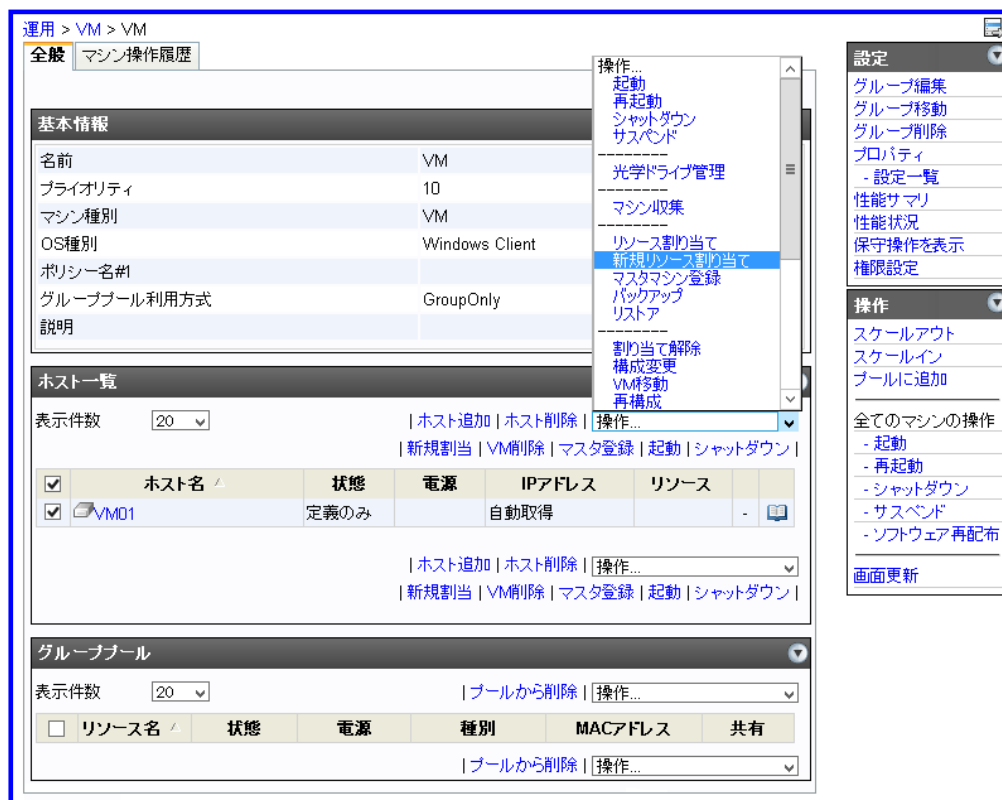 運用 > VM > VM
全般 マシン操作履歴
基本情報
名前 VM
プライオリティ 10
マシン種別 VM
OS種別 Windows Client
ポリシー名#1
グループプール利用方式 GroupOnly
説明
操作...
起動
再起動
シャットダウン
サスペンド
--------
光学ドライブ管理
--------
マシン収集
--------
リソース割り当て
新規リソース割り当て
マスタマシン登録
バックアップ
リストア
--------
割り当て解除
構成変更
VM移動
再構成
ホスト一覧
表示件数 20 | ホスト追加 | ホスト削除 | 操作...
| 新規割当 | VM削除 | マスタ登録 | 起動 | シャットダウン |
ホスト名 状態 電源 IPアドレス リソース
VM01 定義のみ 自動取得 -
| ホスト追加 | ホスト削除 | 操作...
| 新規割当 | VM削除 | マスタ登録 | 起動 | シャットダウン |
グループプール
表示件数 20 | プールから削除 | 操作...
リソース名 状態 電源 種別 MACアドレス 共有
| プールから削除 | 操作...
設定
グループ編集
グループ移動
グループ削除
プロパティ
- 設定一覧
性能サマリ
性能状況
保守操作を表示
権限設定
操作
スケールアウト
スケールイン
プールに追加
全てのマシンの操作
- 起動
- 再起動
- シャットダウン
- サスペンド
- ソフトウェア再配布
画面更新